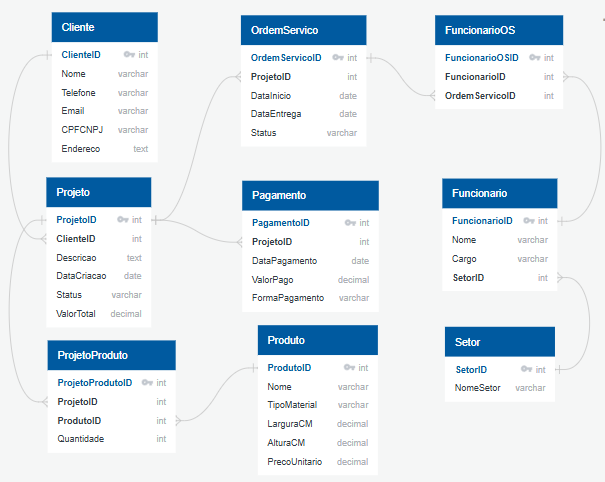 Cliente
ClienteID int
Nome varchar
Telefone varchar
Email varchar
CPFCNPJ varchar
Endereco text
OrdemServico
OrdemServicoID int
ProjetoID int
DataInicio date
DataEntrega date
Status varchar
FuncionarioOS
FuncionarioOSID int
FuncionarioID int
OrdemServicoID int
Projeto
ProjetoID int
ClienteID int
Descricao text
DataCriacao date
Status varchar
ValorTotal decimal
Pagamento
PagamentoID int
ProjetoID int
DataPagamento date
ValorPago decimal
FormaPagamento varchar
Funcionario
FuncionarioID int
Nome varchar
Cargo varchar
SetorID int
ProjetoProduto
ProjetoProdutoID int
ProjetoID int
ProdutoID int
Quantidade int
Produto
ProdutoID int
Nome varchar
TipoMaterial varchar
LarguraCM decimal
AlturaCM decimal
PrecoUnitario decimal
Setor
SetorID int
NomeSetor varchar